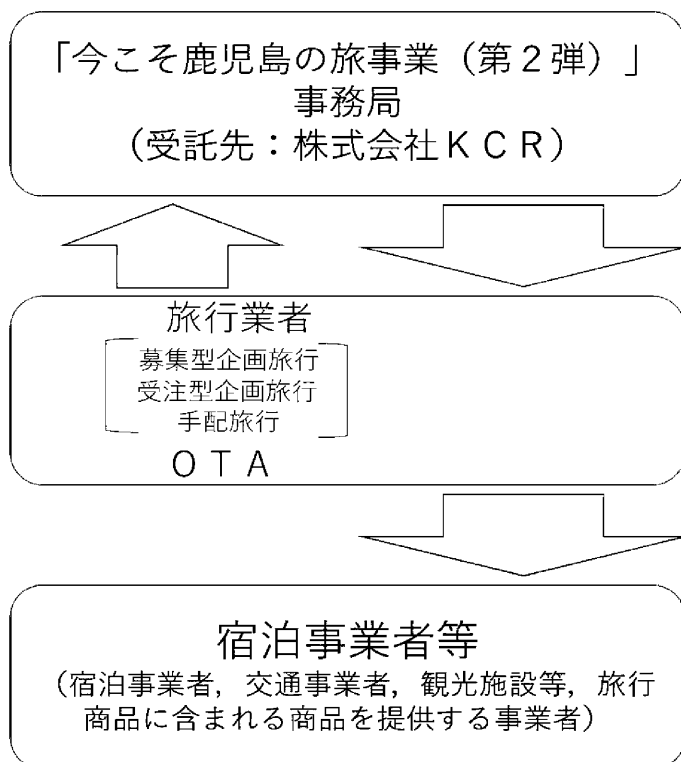 「今こそ鹿児島の旅事業（第２弾）」
事務局
（受託先：株式会社ＫＣＲ）
旅行業者
募集型企画旅行
受注型企画旅行
手配旅行
ＯＴＡ
宿泊事業者等
（宿泊事業者，交通事業者，観光施設等，旅行
商品に含まれる商品を提供する事業者）